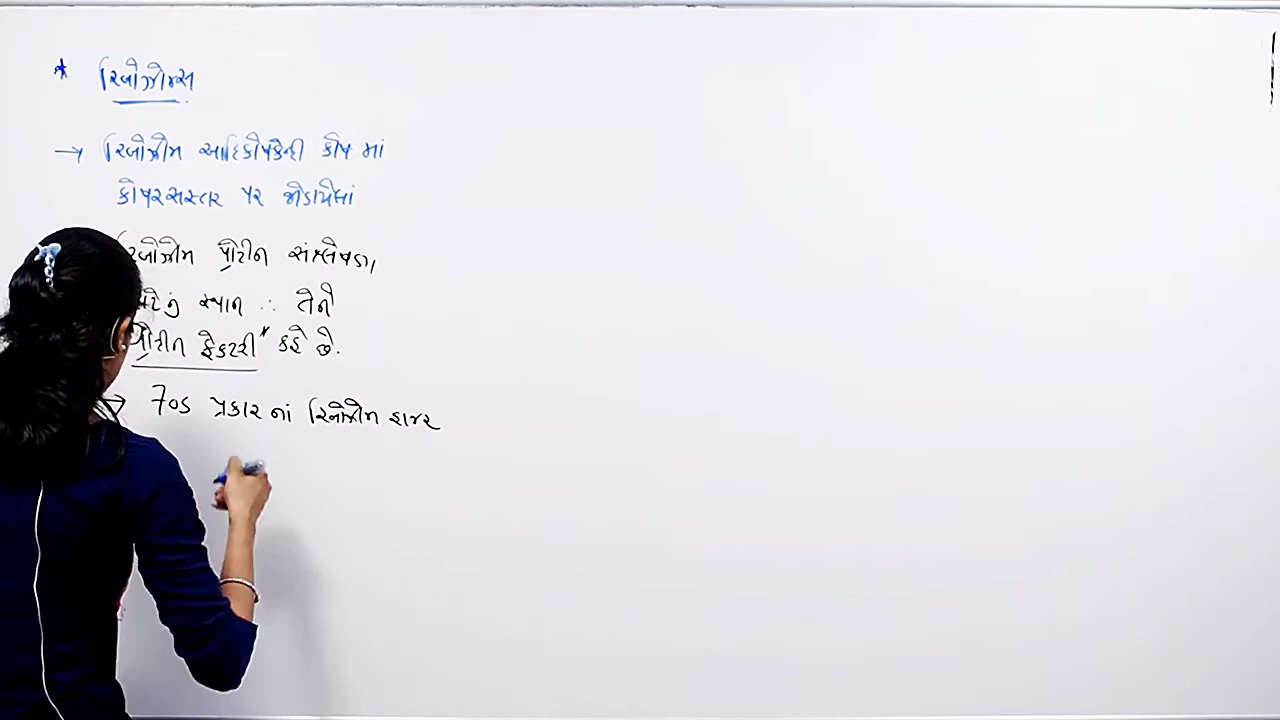 * રિબોઝોમ્સ
→ રિબોઝોમ આદિકોષકેન્દ્રી કોષ માં
કોષરસસ્તર પર જોડાયેલાં
રિબોઝોમ પ્રોટીન સંશ્લેષણ
માટેનું સ્થાન ∴ તેને
પ્રોટીન ફેક્ટરી" કહે છે.
→ 70S પ્રકાર નાં રિબોઝોમ હાજર